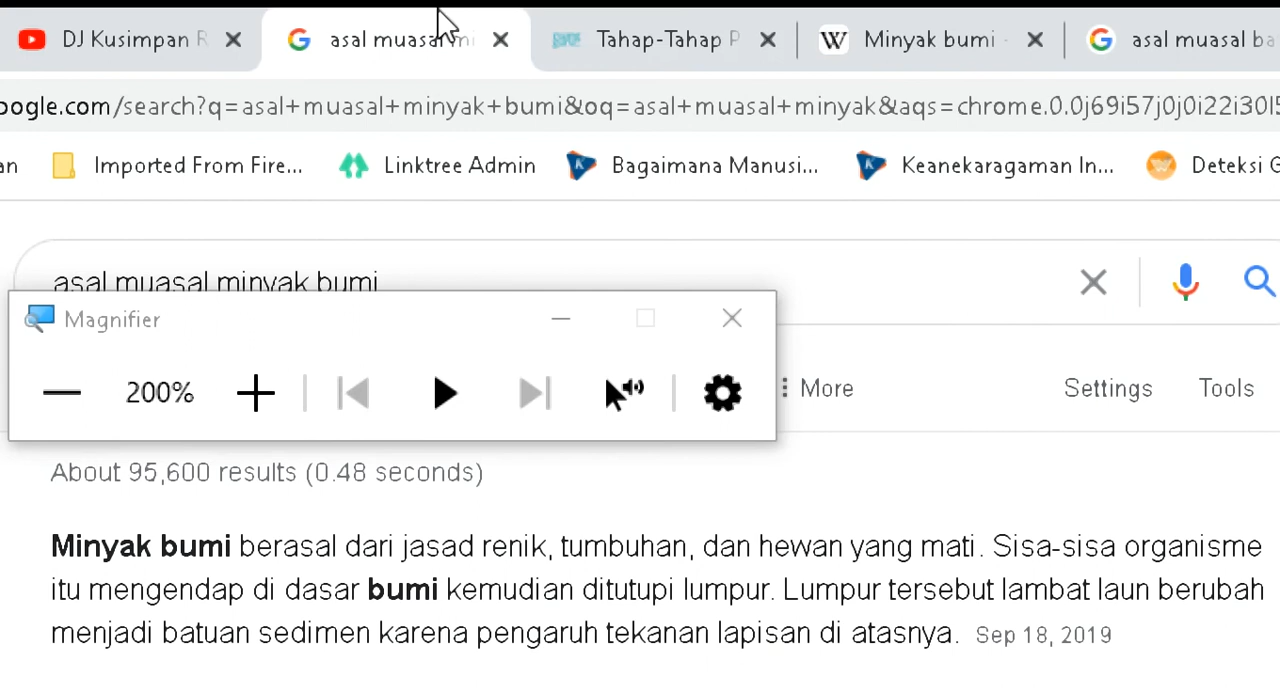 DJ Kusimpan R asal muasal mi Tahap-Tahap P Minyak bumi - asal muasal ba
oogle.com/search?q=asal+muasal+minyak+bumi&oq=asal+muasal+minyak&aqs=chrome.0.0j69i57j0j0i22i30l5
an Imported From Fire... Linktree Admin Bagaimana Manusi... Keanekaragaman In... Deteksi G
asal muasal minyak bumi
Magnifier
200%
More Settings Tools
About 95,600 results (0.48 seconds)
Minyak bumi berasal dari jasad renik, tumbuhan, dan hewan yang mati. Sisa-sisa organisme
itu mengendap di dasar bumi kemudian ditutupi lumpur. Lumpur tersebut lambat laun berubah
menjadi batuan sedimen karena pengaruh tekanan lapisan di atasnya. Sep 18, 2019